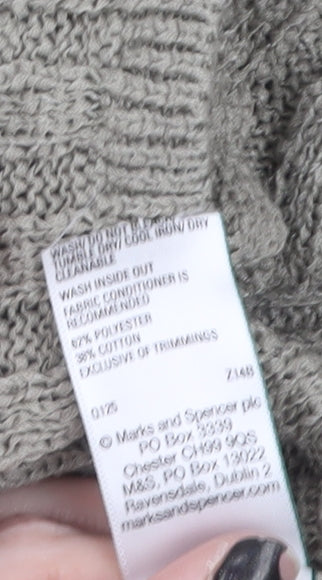 WASH/DO NOT BLEACH/
TUMBLE DRY/ COOL IRON/ DRY
CLEANABLE
WASH INSIDE OUT
FABRIC CONDITIONER IS
RECOMMENDED
62% POLYESTER
38% COTTON
EXCLUSIVE OF TRIMMINGS
0125 Z14B
© Marks and Spencer plc
PO Box 3339
Chester CH99 9QS
M&S, PO Box 13022
Ravensdale, Dublin 2
marksandspencer.com